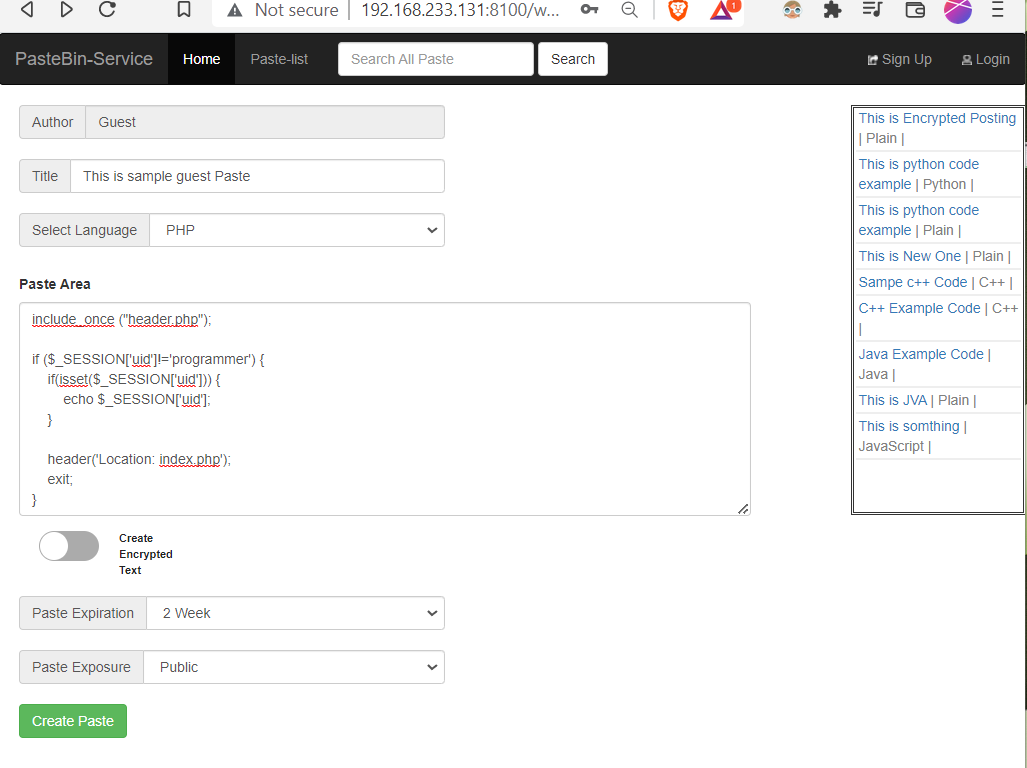 Not secure 192.168.233.131:8100/w... 1
PasteBin-Service Home Paste-list Search All Paste Search Sign Up Login
Author Guest
Title This is sample guest Paste
Select Language PHP
Paste Area
include_once ("header.php");
if ($_SESSION['uid']!='programmer') {
if(isset($_SESSION['uid'])) {
echo $_SESSION['uid'];
}
header('Location: index.php');
exit;
}
Create
Encrypted
Text
Paste Expiration 2 Week
Paste Exposure Public
Create Paste
This is Encrypted Posting
| Plain |
This is python code
example | Python |
This is python code
example | Plain |
This is New One | Plain |
Sampe c++ Code | C++ |
C++ Example Code | C++
|
Java Example Code |
Java |
This is JVA | Plain |
This is somthing |
JavaScript |